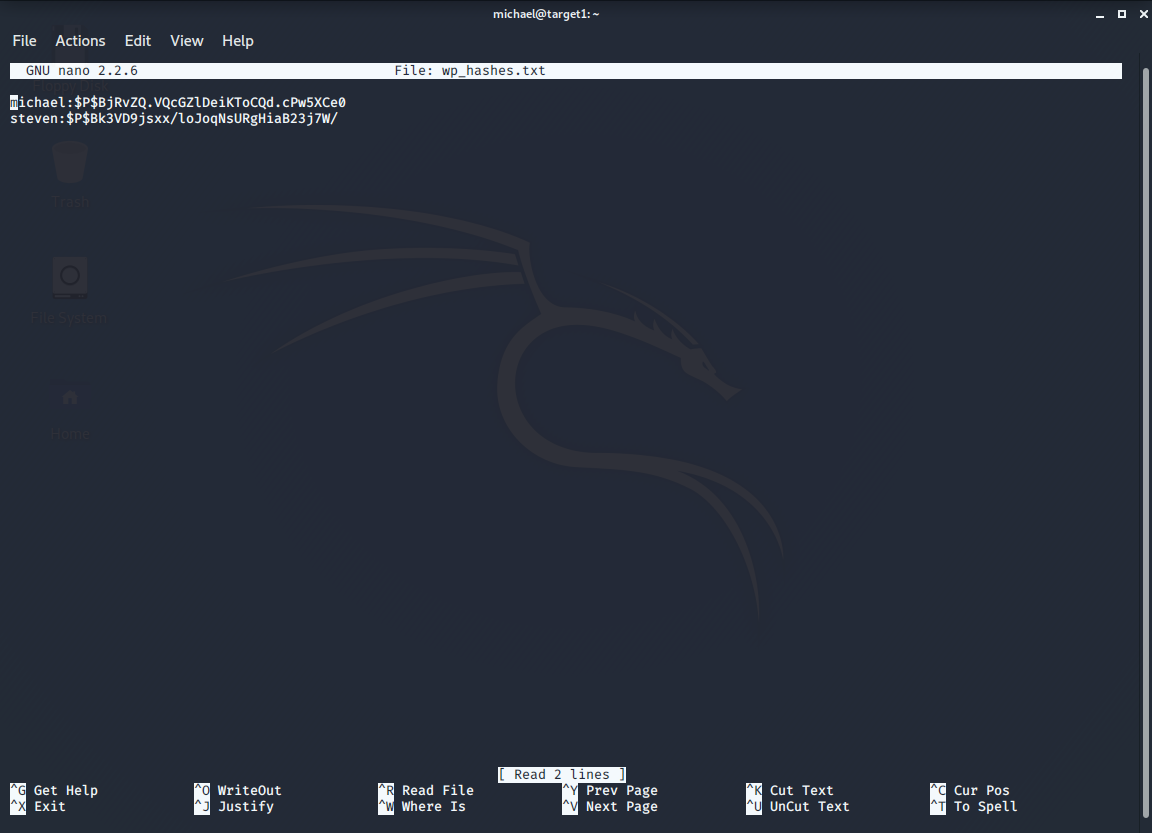 michael@target1: ~
File Actions Edit View Help
GNU nano 2.2.6 File: wp_hashes.txt
michael:$P$BjRvZQ.VQcGZlDeiKToCQd.cPw5XCe0
steven:$P$Bk3VD9jsxx/loJoqNsURgHiaB23j7W/
Trash
File System
Home
[ Read 2 lines ]
^G Get Help ^O WriteOut ^R Read File ^Y Prev Page ^K Cut Text ^C Cur Pos
^X Exit ^J Justify ^W Where Is ^V Next Page ^U UnCut Text ^T To Spell